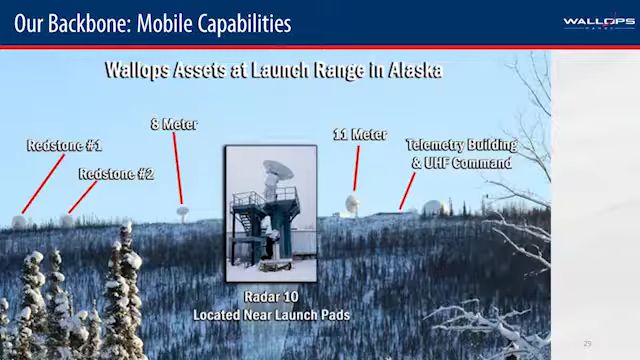 Our Backbone: Mobile Capabilities
WALLOPS
RANGE
Wallops Assets at Launch Range in Alaska
8 Meter
11 Meter
Redstone #1
Telemetry Building
& UHF Command
Redstone #2
Radar 10
Located Near Launch Pads
29